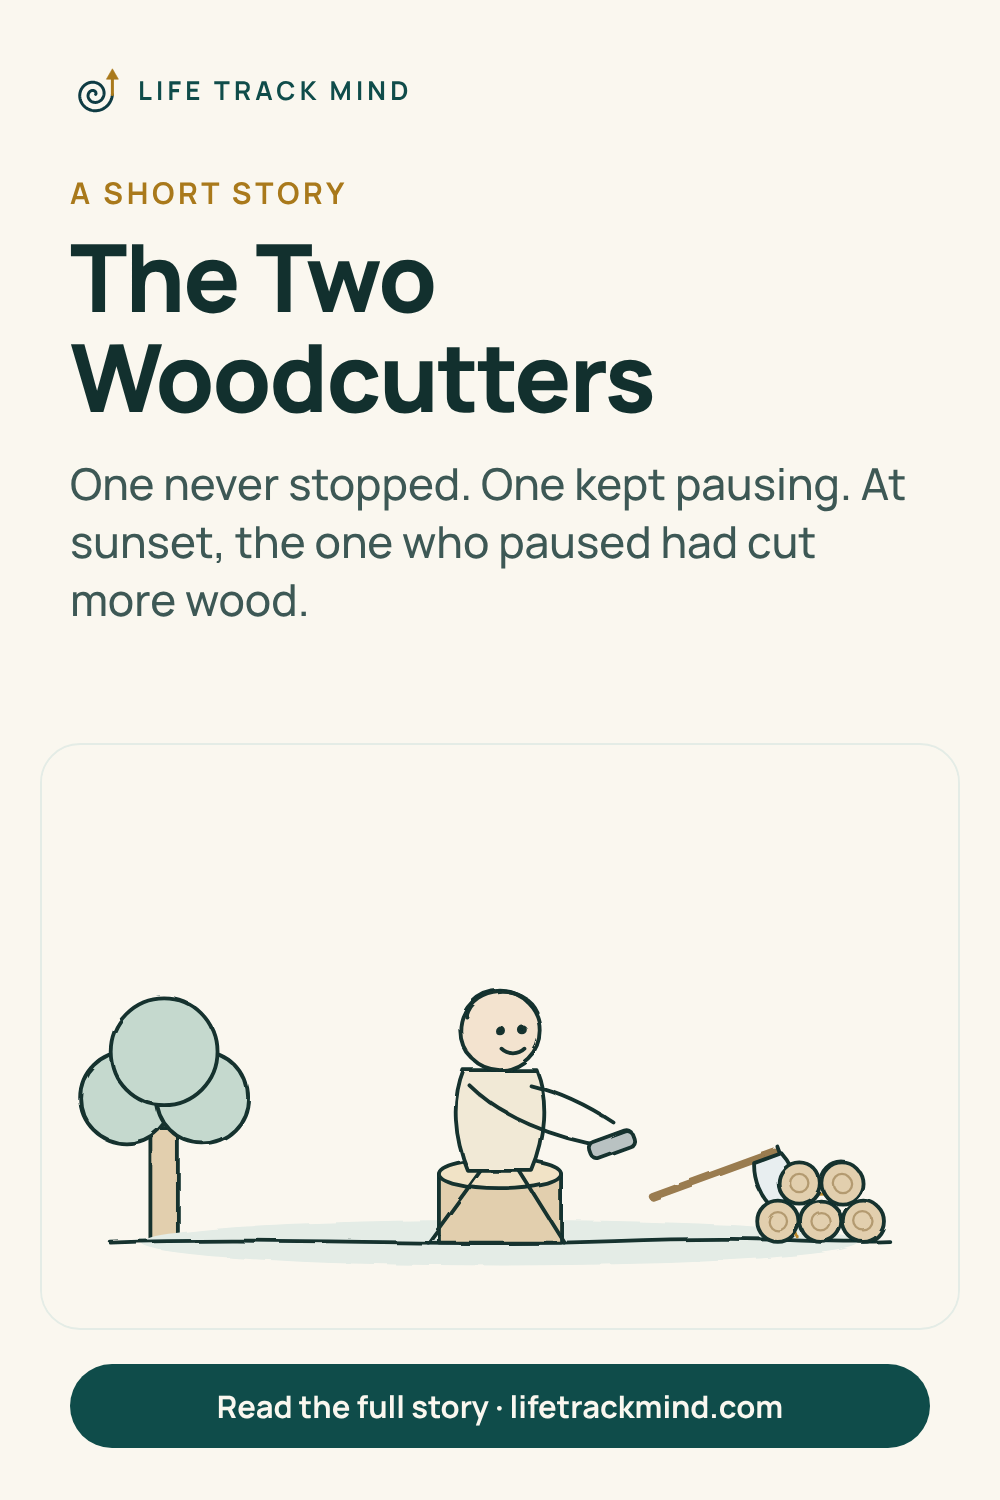 LIFE TRACK MIND
A SHORT STORY
The Two
Woodcutters
One never stopped. One kept pausing. At
sunset, the one who paused had cut
more wood.
Read the full story · lifetrackmind.com